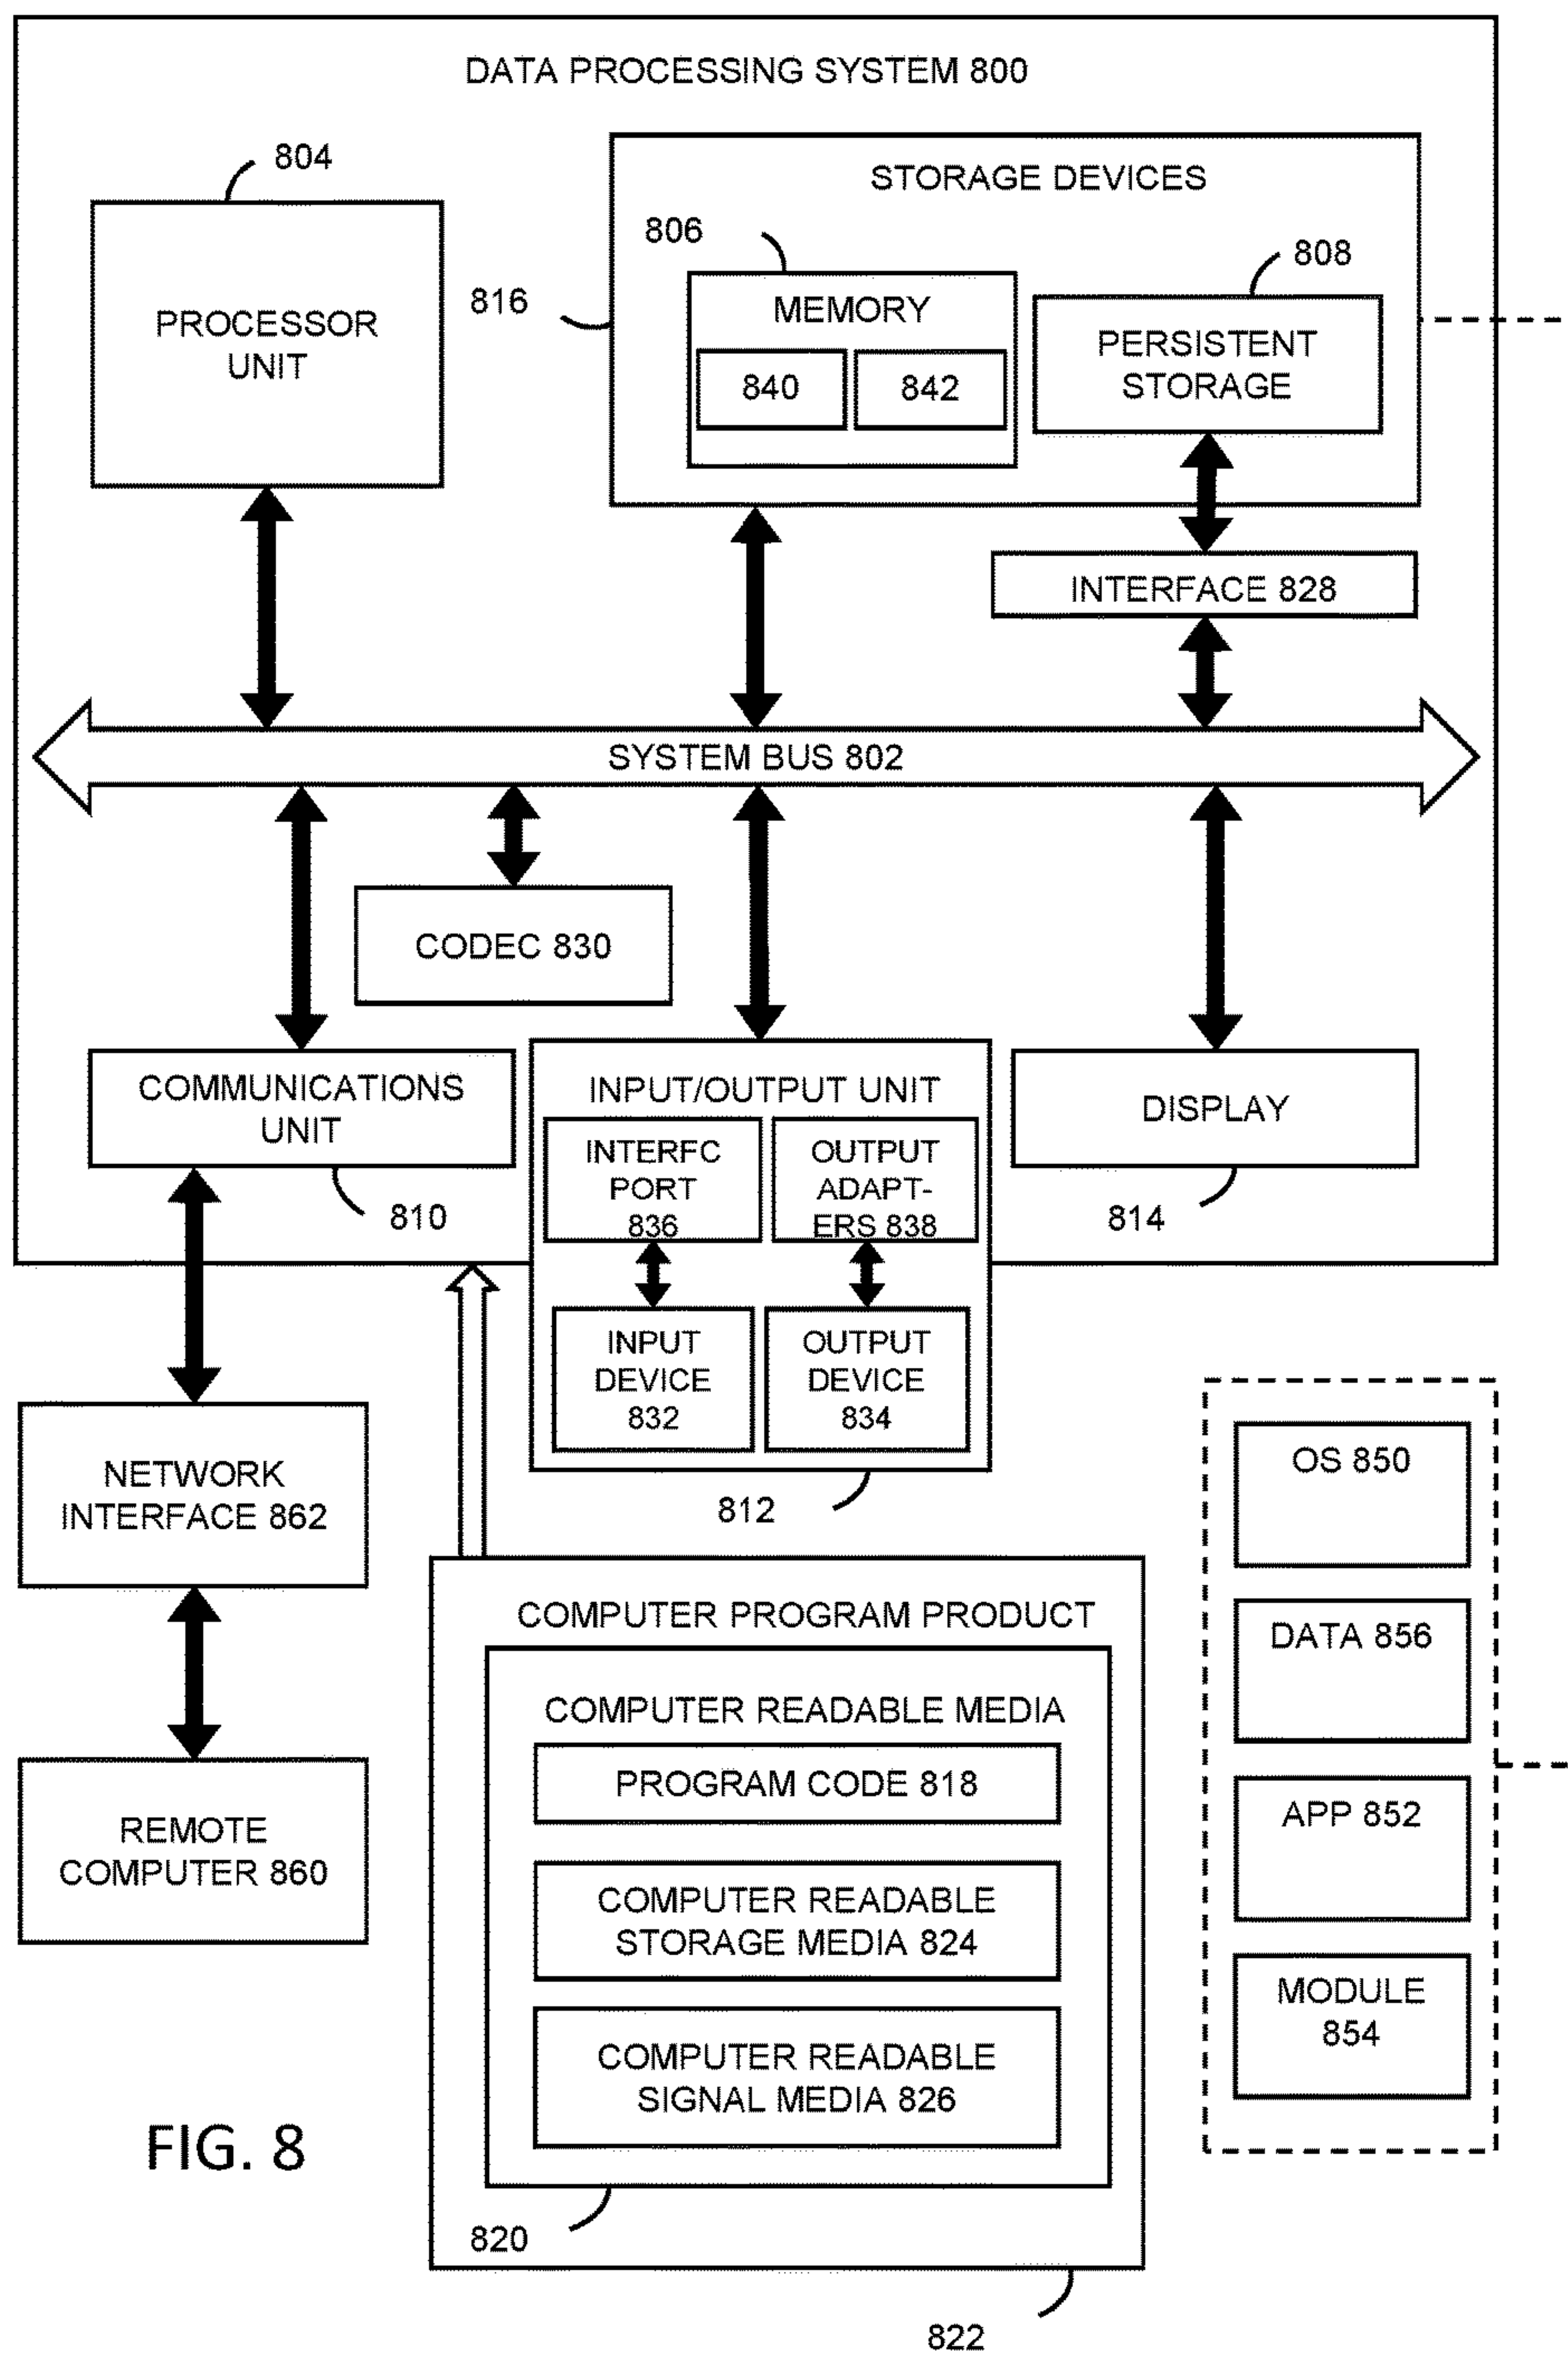 DATA PROCESSING SYSTEM 800
804
STORAGE DEVICES
806
808
816
PROCESSOR
UNIT
MEMORY
840
842
PERSISTENT
STORAGE
INTERFACE 828
SYSTEM BUS 802
CODEC 830
COMMUNICATIONS
UNIT
810
INPUT/OUTPUT UNIT
INTERFC
PORT
836
OUTPUT
ADAPT-
ERS 838
DISPLAY
814
INPUT
DEVICE
832
OUTPUT
DEVICE
834
812
NETWORK
INTERFACE 862
REMOTE
COMPUTER 860
COMPUTER PROGRAM PRODUCT
COMPUTER READABLE MEDIA
PROGRAM CODE 818
COMPUTER READABLE
STORAGE MEDIA 824
COMPUTER READABLE
SIGNAL MEDIA 826
820
822
OS 850
DATA 856
APP 852
MODULE
854
FIG. 8